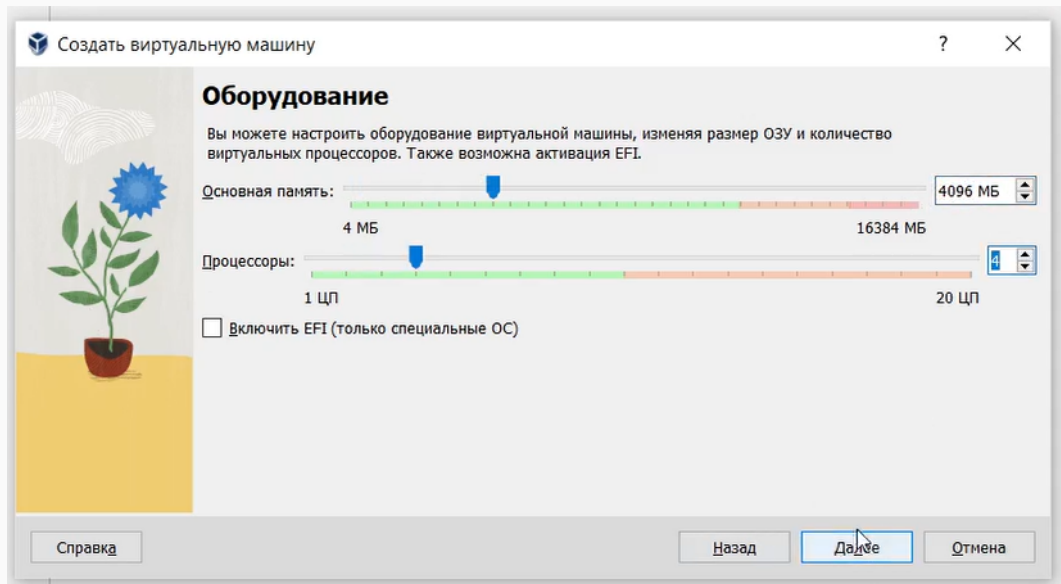 Создать виртуальную машину
?
Оборудование
Вы можете настроить оборудование виртуальной машины, изменяя размер ОЗУ и количество
виртуальных процессоров. Также возможна активация EFI.
Основная память: 4096 МБ
4 МБ 16384 МБ
Процессоры: 4
1 ЦП 20 ЦП
Включить EFI (только специальные ОС)
Справка Назад Далее Отмена